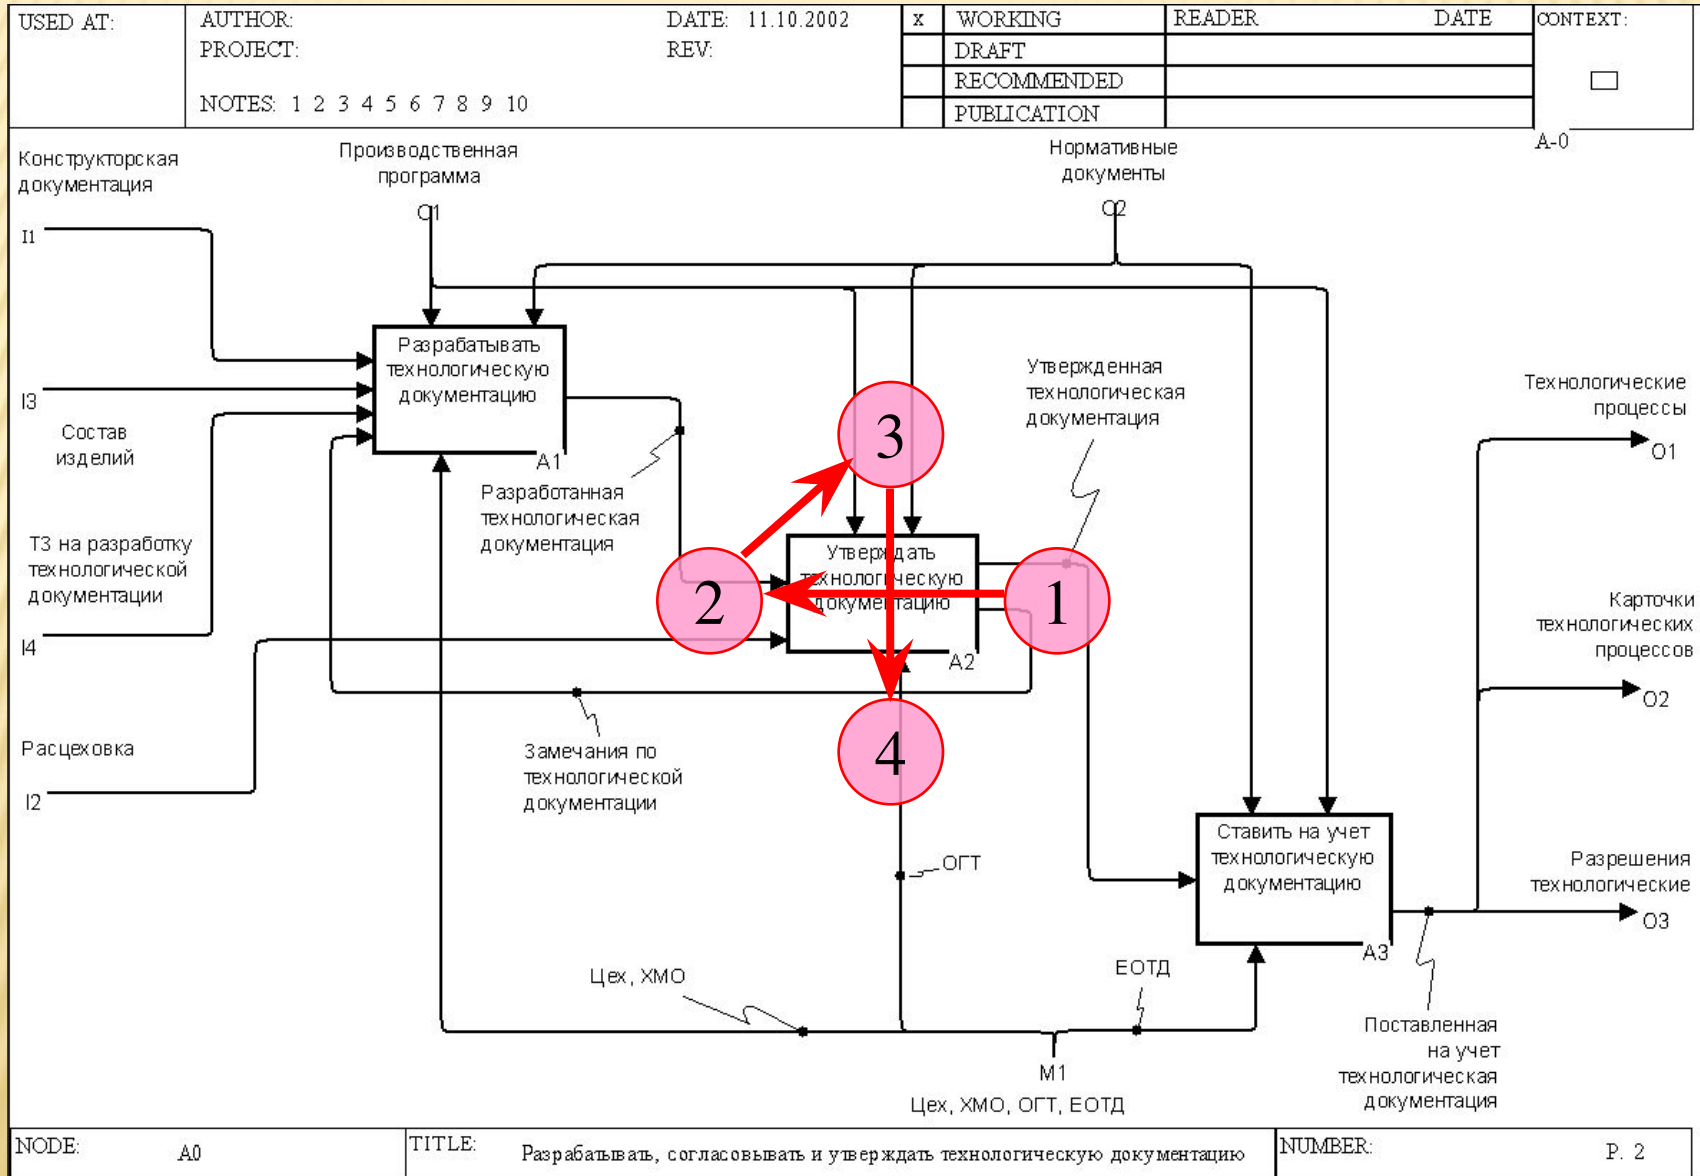 USED AT:
AUTHOR:
DATE: 11.10.2002
PROJECT:
REV:
NOTES: 1 2 3 4 5 6 7 8 9 10
x WORKING
DRAFT
RECOMMENDED
PUBLICATION
READER DATE
CONTEXT:
A-0
Конструкторская
документация
I1
Производственная
программа
C1
Нормативные
документы
C2
I3
Состав
изделий
Разрабатывать
технологическую
документацию
A1
Утвержденная
технологическая
документация
Технологические
процессы
O1
3
Разработанная
технологическая
документация
ТЗ на разработку
технологической
документации
I4
2
Утверждать
технологическую
документацию
A2
1
Карточки
технологических
процессов
O2
4
Расцеховка
I2
Замечания по
технологической
документации
ОГТ
Ставить на учет
технологическую
документацию
A3
Разрешения
технологические
O3
Цех, ХМО
ЕОТД
M1
Цех, ХМО, ОГТ, ЕОТД
Поставленная
на учет
технологическая
документация
NODE: A0
TITLE: Разрабатывать, согласовывать и утверждать технологическую документацию
NUMBER: P. 2